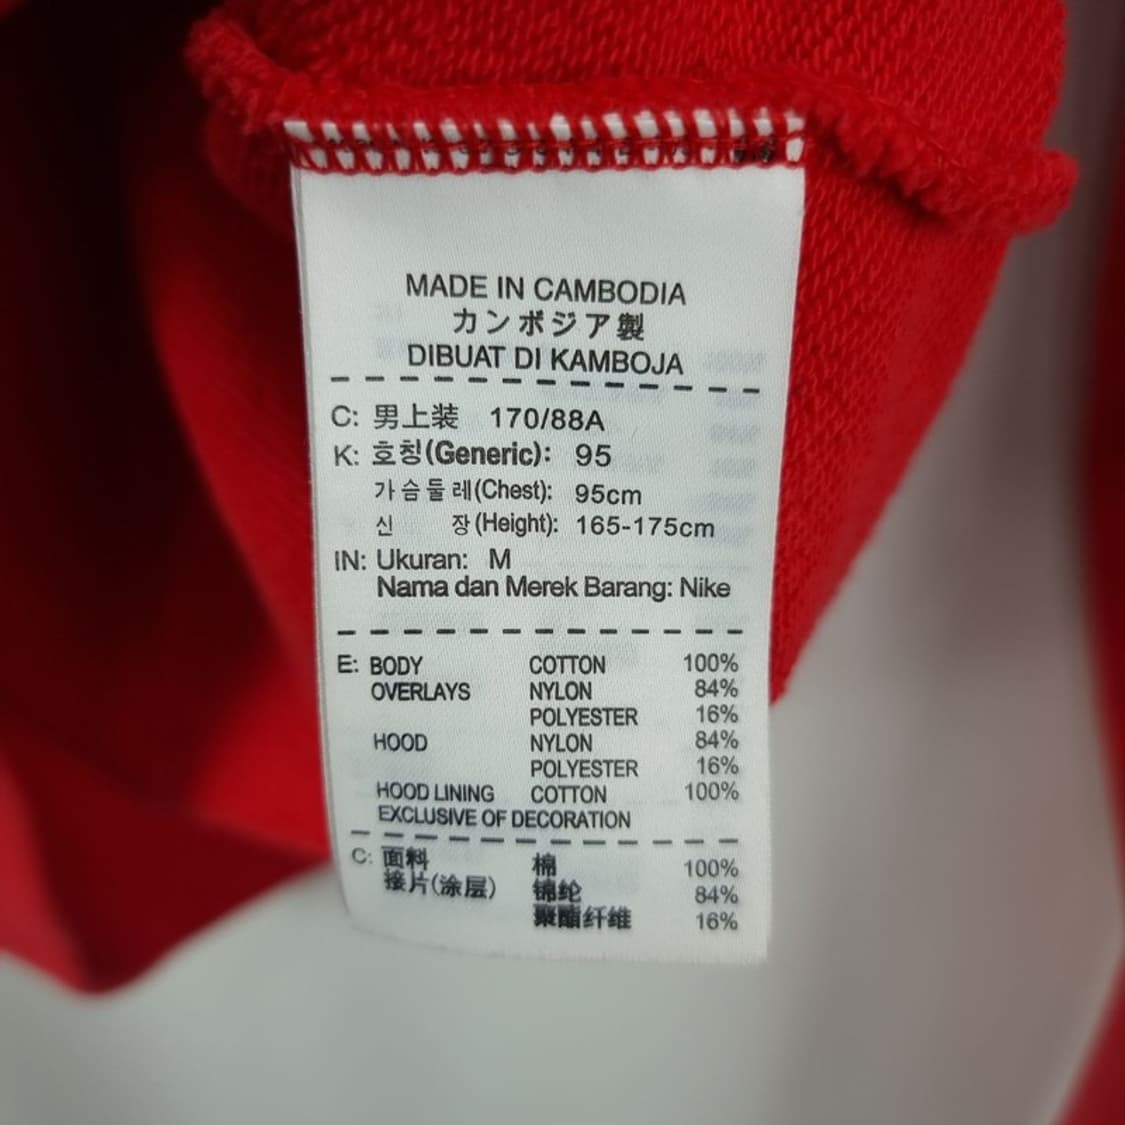 MADE IN CAMBODIA
カンボジア製
DIBUAT DI KAMBOJA
C: 男上装 170/88A
K: 호칭(Generic): 95
가슴둘레(Chest): 95cm
신 장(Height): 165-175cm
IN: Ukuran: M
Nama dan Merek Barang: Nike
E: BODY COTTON 100%
OVERLAYS NYLON 84%
POLYESTER 16%
HOOD NYLON 84%
POLYESTER 16%
HOOD LINING COTTON 100%
EXCLUSIVE OF DECORATION
C: 面料 棉 100%
接片(涂层) 锦纶 84%
聚酯纤维 16%